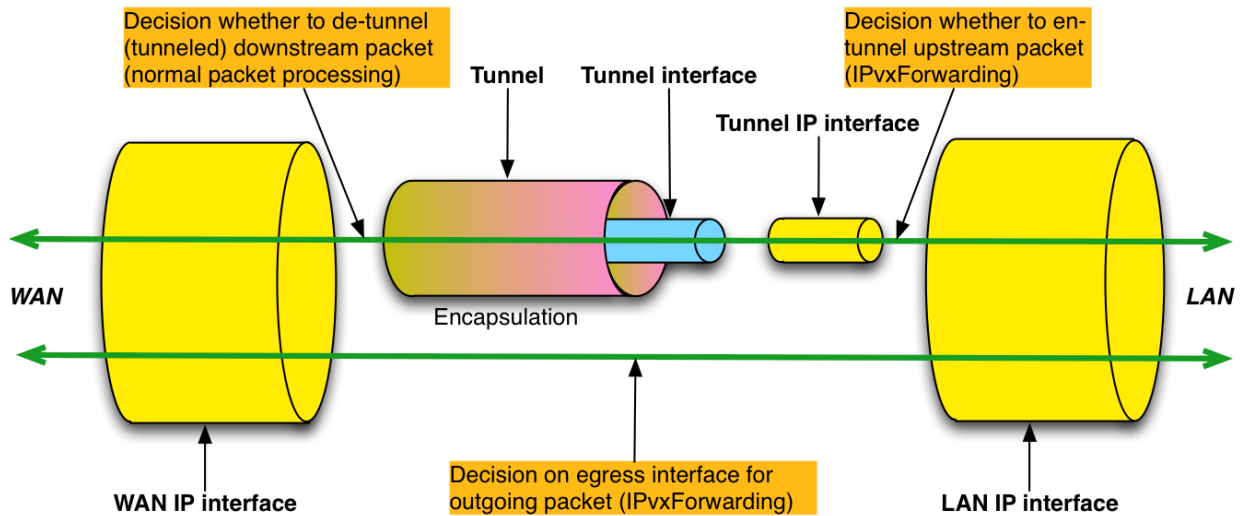 Decision whether to de-tunnel
(tunneled) downstream packet
(normal packet processing)
Tunnel
Tunnel interface
Decision whether to en-
tunnel upstream packet
(IPvxForwarding)
Tunnel IP interface
WAN
LAN
Encapsulation
Decision on egress interface for
outgoing packet (IPvxForwarding)
WAN IP interface
LAN IP interface